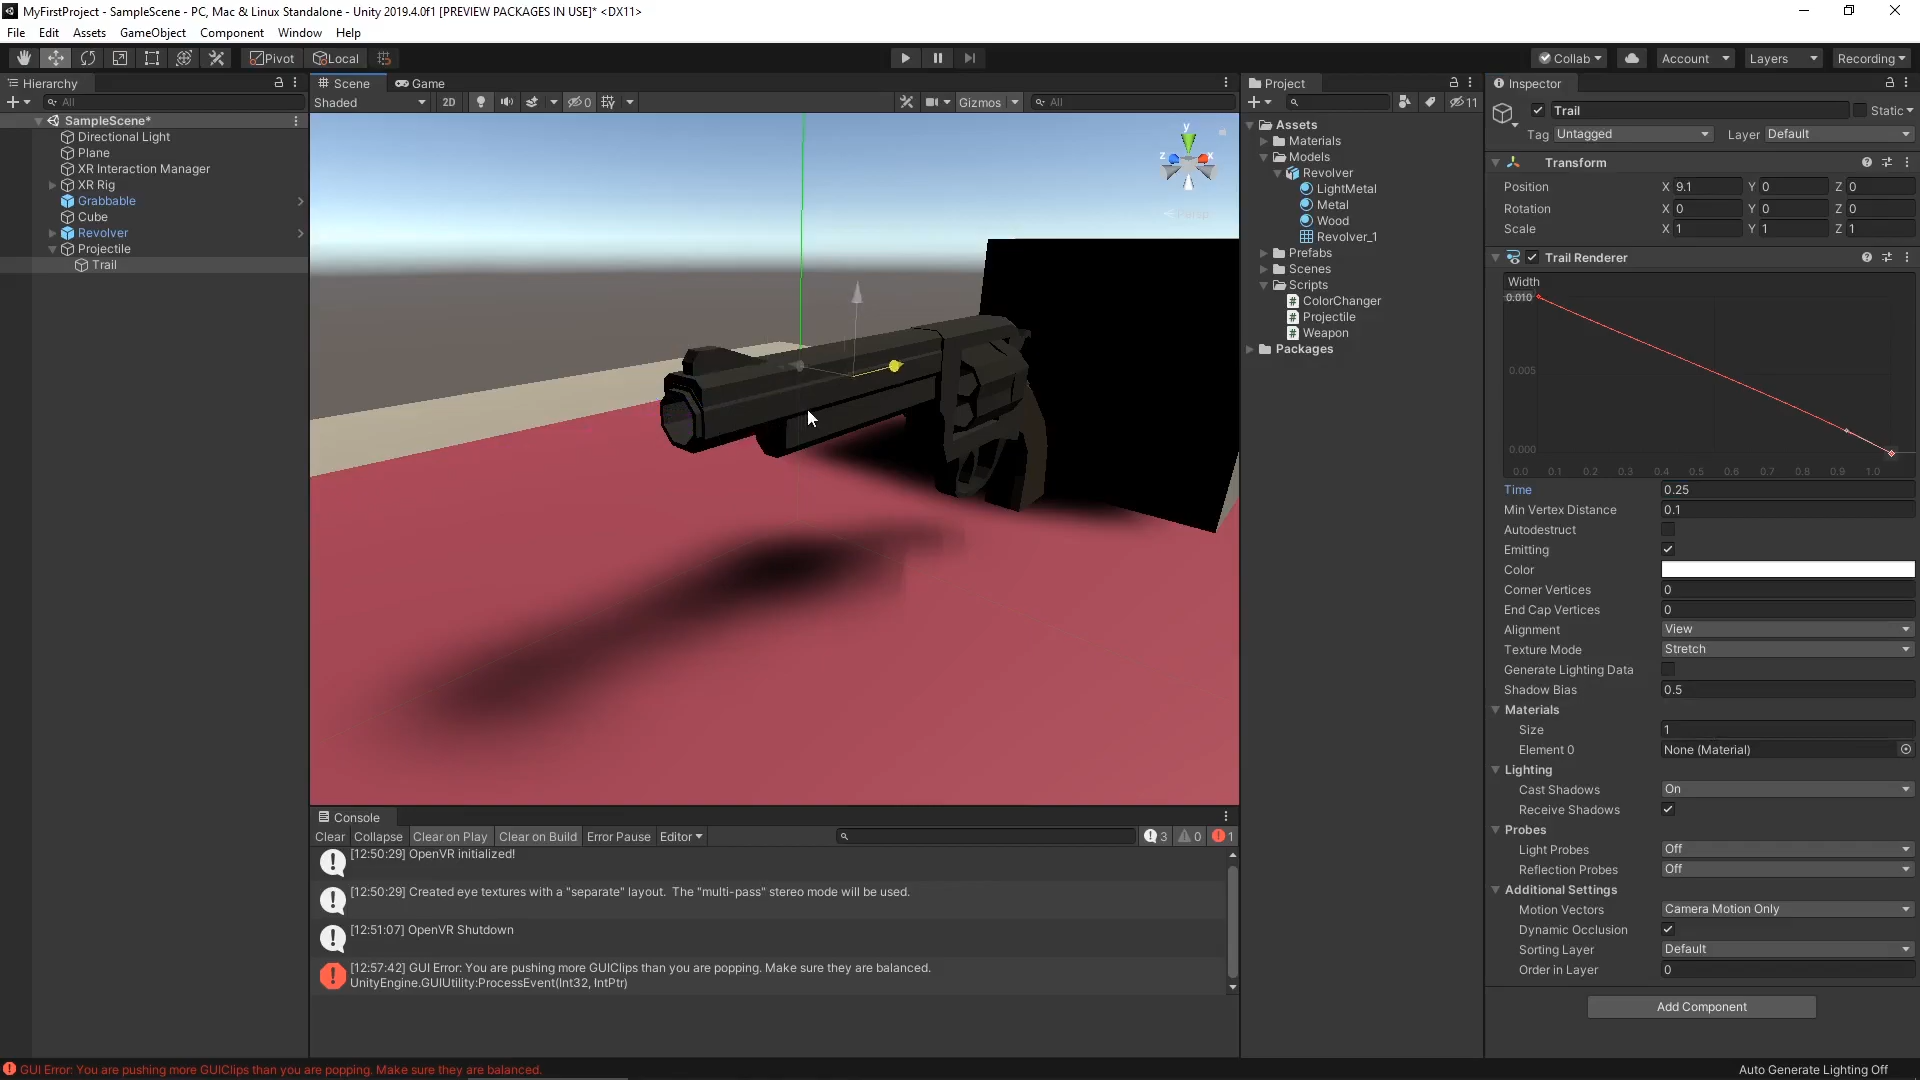 MyFirstProject - SampleScene - PC, Mac & Linux Standalone - Unity 2019.4.0f1 [PREVIEW PACKAGES IN USE]* <DX11>
File Edit Assets GameObject Component Window Help
Pivot Local Collab Account Layers Recording
Hierarchy
All
SampleScene*
Directional Light
Plane
XR Interaction Manager
XR Rig
Grabbable
Cube
Revolver
Projectile
Trail
Scene Game
Shaded 2D 0 Gizmos All
y
z x
Persp
Console
Clear Collapse Clear on Play Clear on Build Error Pause Editor 3 0 1
[12:50:29] OpenVR initialized!
[12:50:29] Created eye textures with a "separate" layout. The "multi-pass" stereo mode will be used.
[12:51:07] OpenVR Shutdown
[12:57:42] GUI Error: You are pushing more GUIClips than you are popping. Make sure they are balanced.
UnityEngine.GUIUtility:ProcessEvent(Int32, IntPtr)
Project
11
Assets
Materials
Models
Revolver
LightMetal
Metal
Wood
Revolver_1
Prefabs
Scenes
Scripts
ColorChanger
Projectile
Weapon
Packages
Inspector
Trail Static
Tag Untagged Layer Default
Transform
Position X 9.1 Y 0 Z 0
Rotation X 0 Y 0 Z 0
Scale X 1 Y 1 Z 1
Trail Renderer
Width
0.010
0.005
0.000
0.0 0.1 0.2 0.3 0.4 0.5 0.6 0.7 0.8 0.9 1.0
Time 0.25
Min Vertex Distance 0.1
Autodestruct
Emitting
Color
Corner Vertices 0
End Cap Vertices 0
Alignment View
Texture Mode Stretch
Generate Lighting Data
Shadow Bias 0.5
Materials
Size 1
Element 0 None (Material)
Lighting
Cast Shadows On
Receive Shadows
Probes
Light Probes Off
Reflection Probes Off
Additional Settings
Motion Vectors Camera Motion Only
Dynamic Occlusion
Sorting Layer Default
Order in Layer 0
Add Component
GUI Error: You are pushing more GUIClips than you are popping. Make sure they are balanced.
Auto Generate Lighting Off